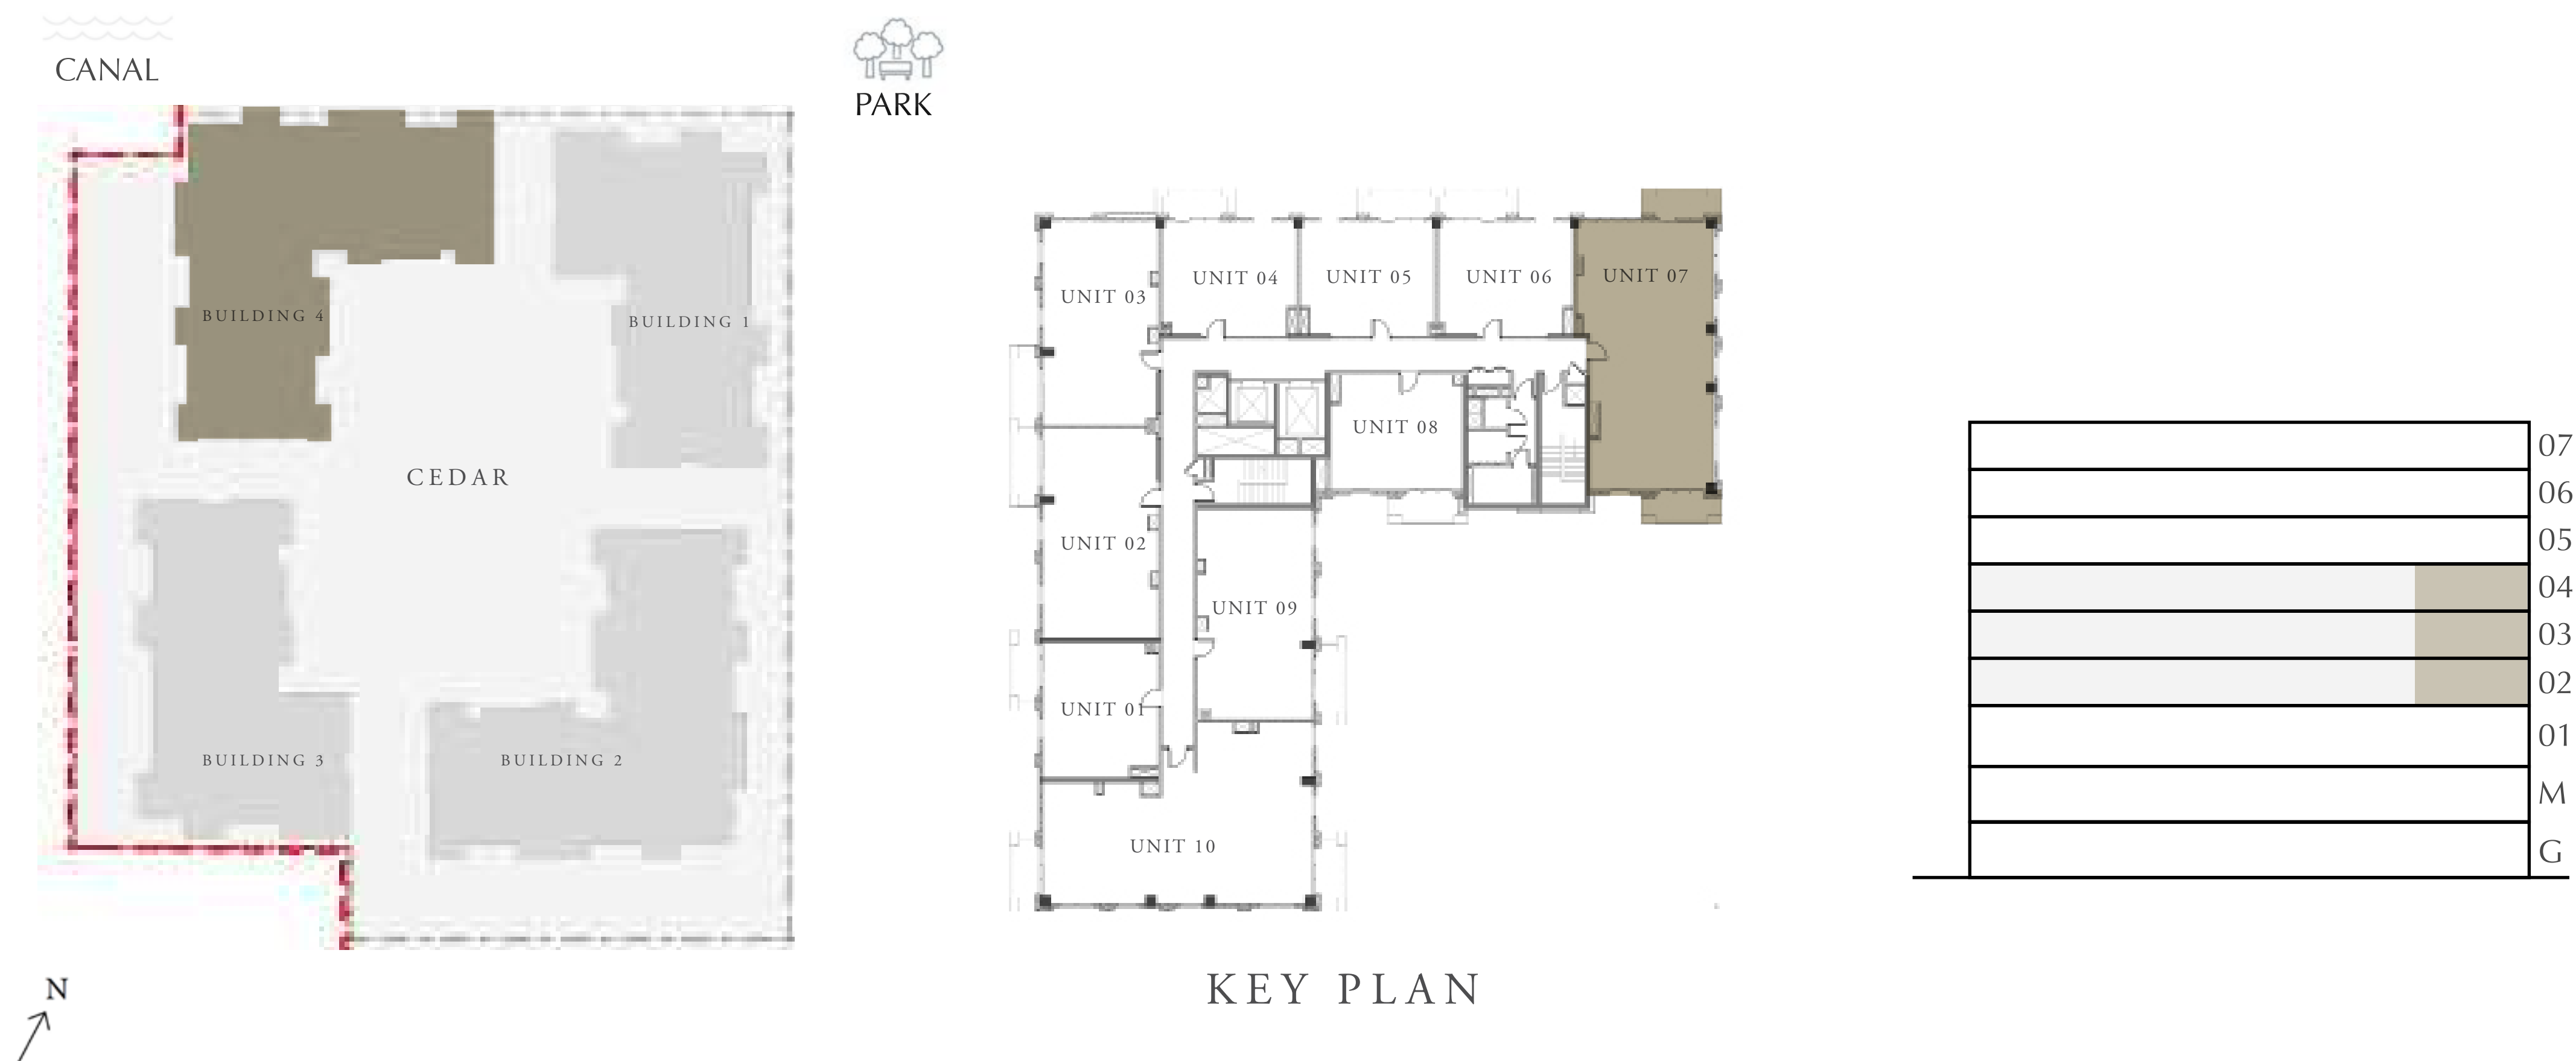 CANAL
PARK
BUILDING 4
BUILDING 1
CEDAR
BUILDING 3
BUILDING 2
N
UNIT 03
UNIT 04
UNIT 05
UNIT 06
UNIT 07
UNIT 08
UNIT 02
UNIT 09
UNIT 01
UNIT 10
KEY PLAN
07
06
05
04
03
02
01
M
G